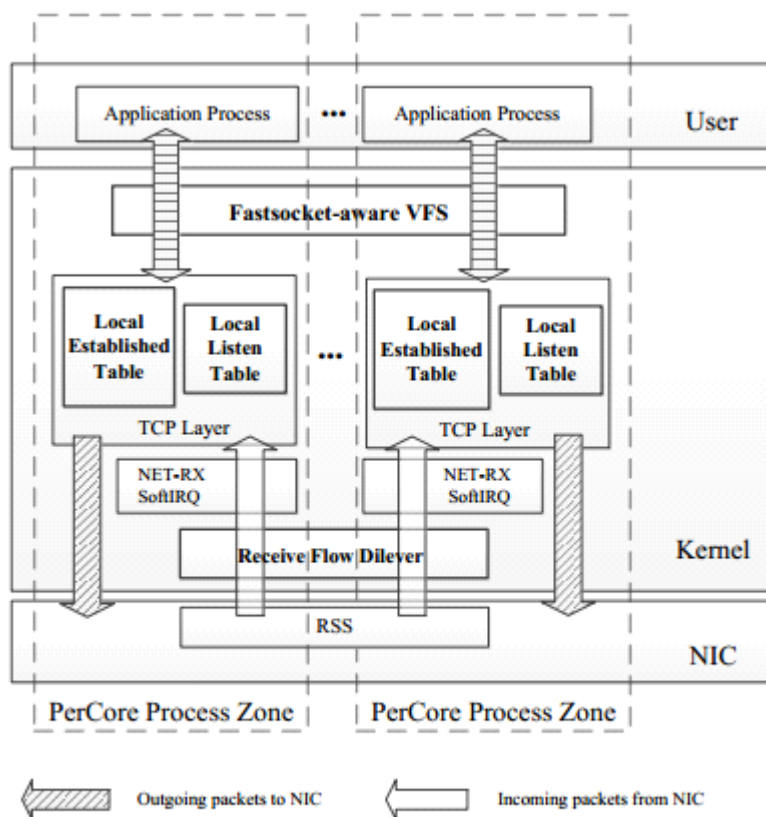 Application Process
...
Application Process
User
Fastsocket-aware VFS
Local
Established
Table
Local
Listen
Table
TCP Layer
...
Local
Established
Table
Local
Listen
Table
TCP Layer
NET-RX
SoftIRQ
NET-RX
SoftIRQ
Receive Flow Dilever
Kernel
RSS
NIC
PerCore Process Zone
PerCore Process Zone
Outgoing packets to NIC
Incoming packets from NIC